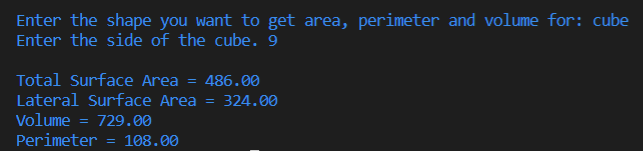 Enter the shape you want to get area, perimeter and volume for: cube
Enter the side of the cube. 9
Total Surface Area = 486.00
Lateral Surface Area = 324.00
Volume = 729.00
Perimeter = 108.00